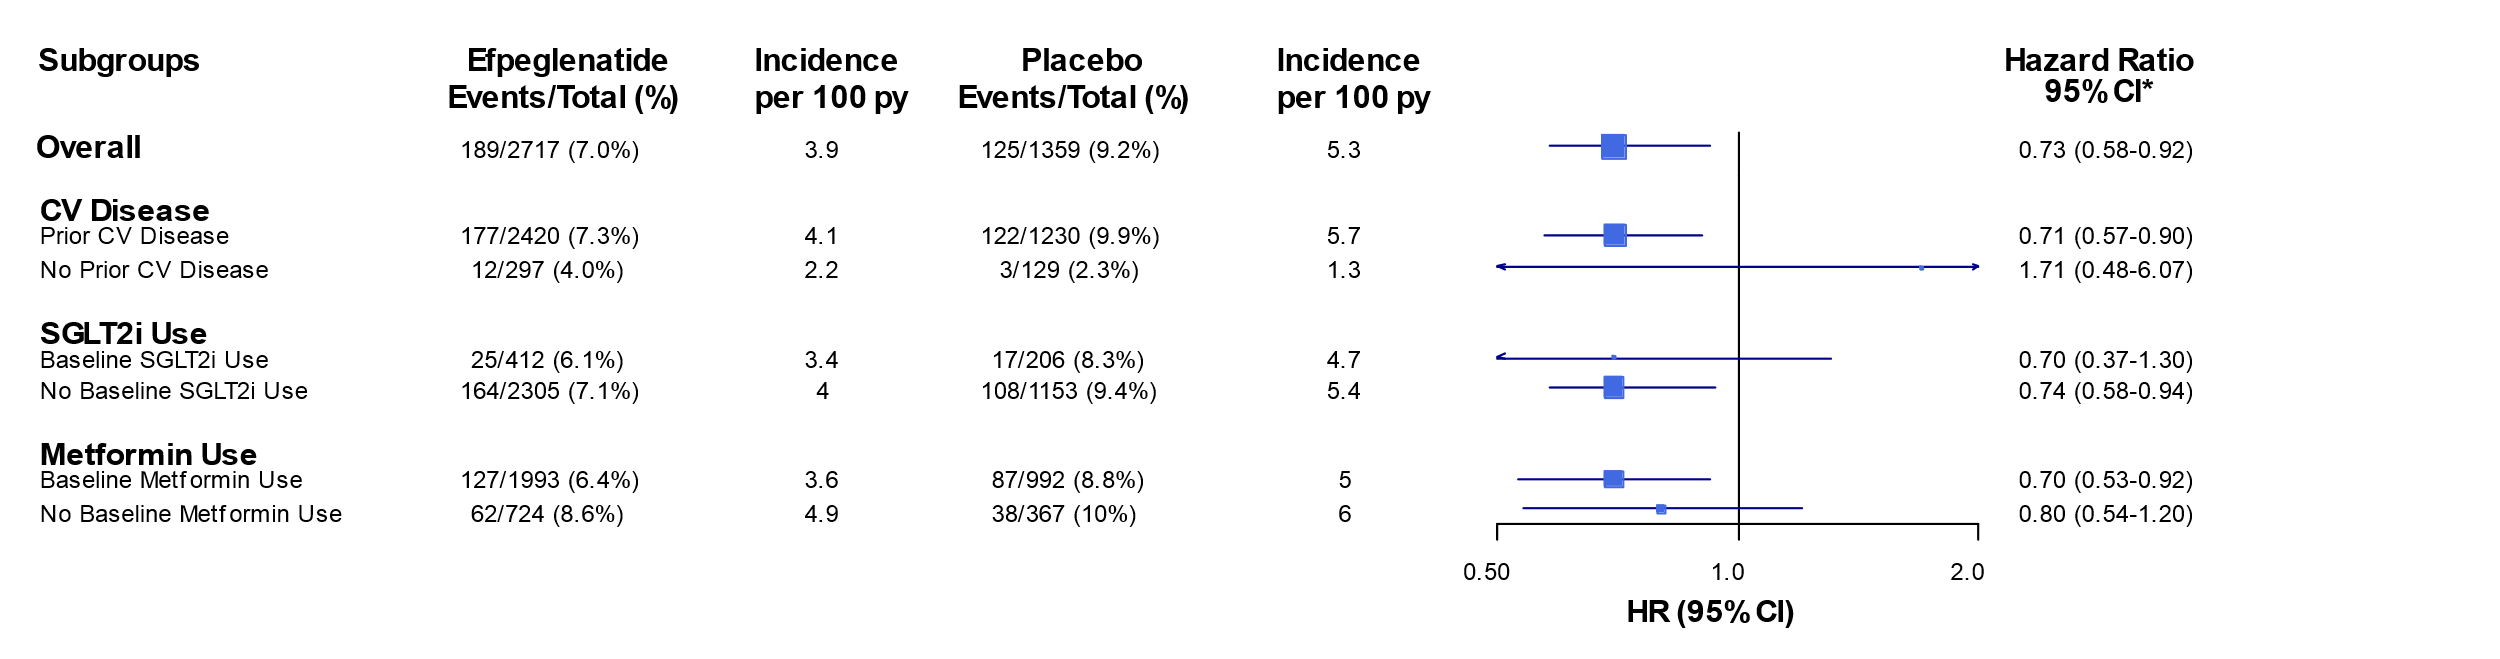 Subgroups Efpeglenatide Incidence Placebo Incidence Hazard Ratio
Events/Total (%) per 100 py Events/Total (%) per 100 py 95% CI*
Overall 189/2717 (7.0%) 3.9 125/1359 (9.2%) 5.3 0.73 (0.58-0.92)
CV Disease
Prior CV Disease 177/2420 (7.3%) 4.1 122/1230 (9.9%) 5.7 0.71 (0.57-0.90)
No Prior CV Disease 12/297 (4.0%) 2.2 3/129 (2.3%) 1.3 1.71 (0.48-6.07)
SGLT2i Use
Baseline SGLT2i Use 25/412 (6.1%) 3.4 17/206 (8.3%) 4.7 0.70 (0.37-1.30)
No Baseline SGLT2i Use 164/2305 (7.1%) 4 108/1153 (9.4%) 5.4 0.74 (0.58-0.94)
Metformin Use
Baseline Metformin Use 127/1993 (6.4%) 3.6 87/992 (8.8%) 5 0.70 (0.53-0.92)
No Baseline Metformin Use 62/724 (8.6%) 4.9 38/367 (10%) 6 0.80 (0.54-1.20)
0.50 1.0 2.0
HR (95% CI)